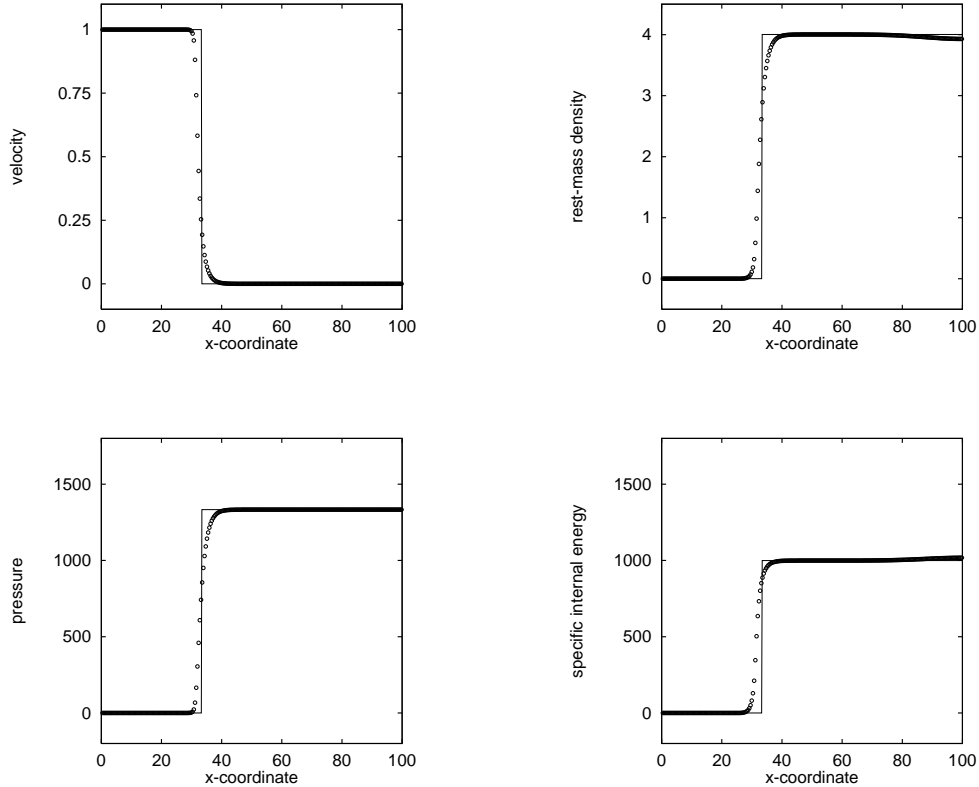 velocity
1
0.75
0.5
0.25
0
0 20 40 60 80 100
x-coordinate
rest-mass density
4
3
2
1
0
0 20 40 60 80 100
x-coordinate
pressure
1500
1000
500
0
0 20 40 60 80 100
x-coordinate
specific internal energy
1500
1000
500
0
0 20 40 60 80 100
x-coordinate